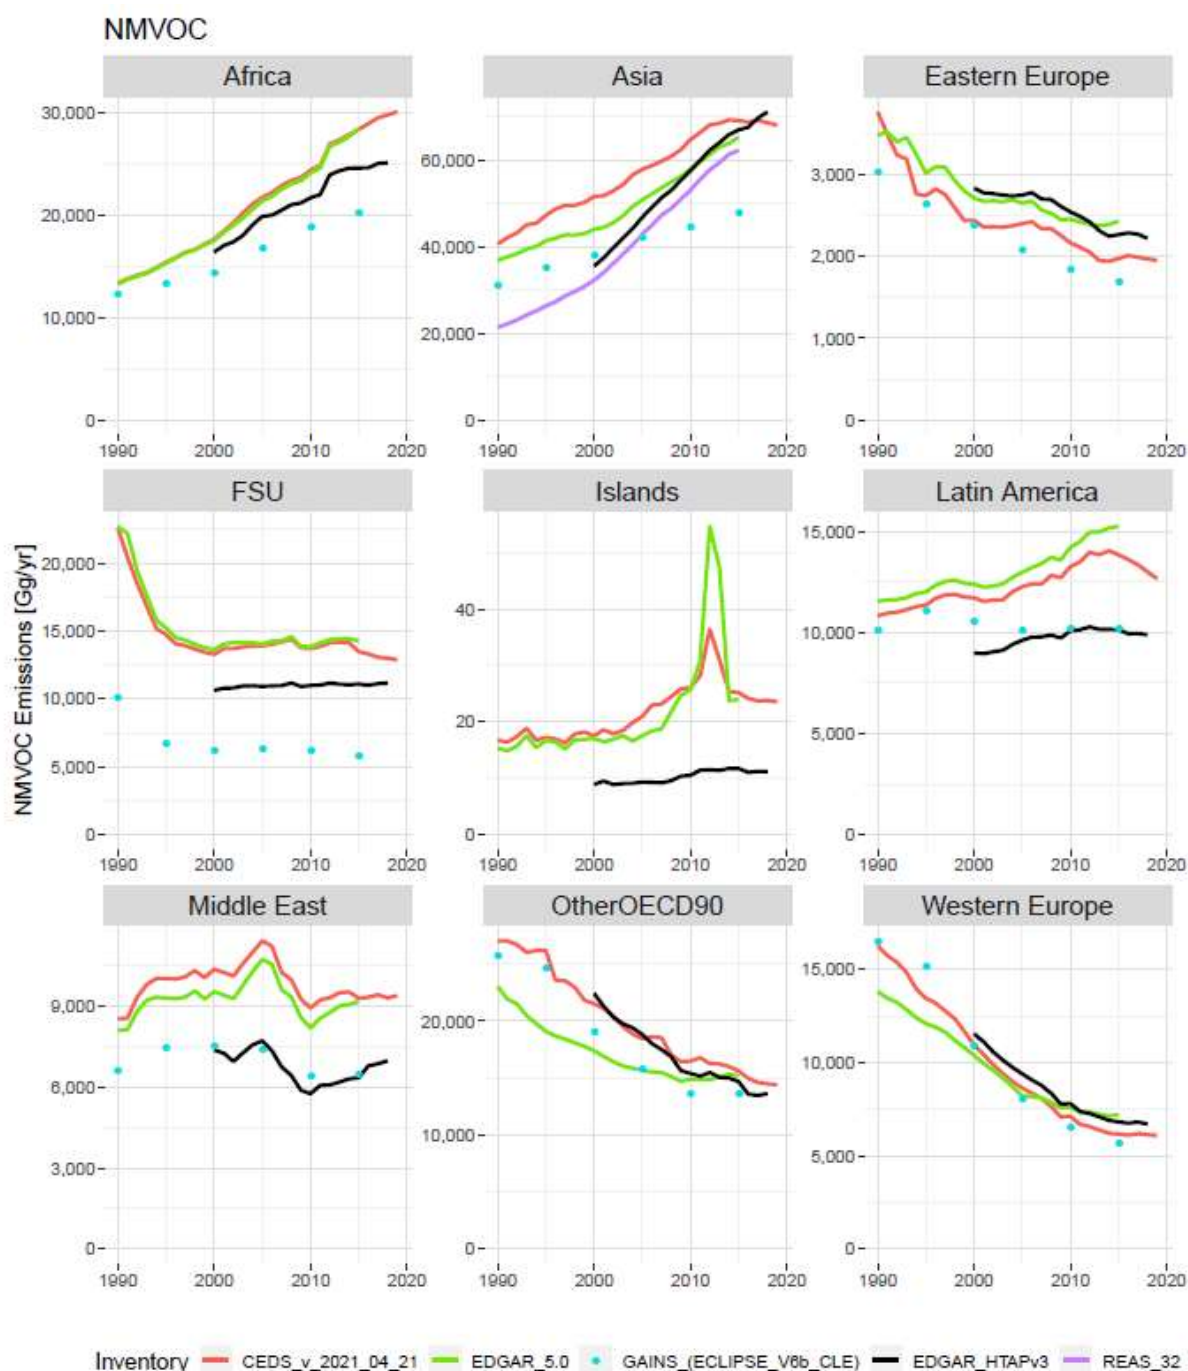 NMVOC
Africa
Asia
Eastern Europe
30,000
20,000
10,000
0
60,000
40,000
20,000
0
3,000
2,000
1,000
0
1990 2000 2010 2020
1990 2000 2010 2020
1990 2000 2010 2020
FSU
Islands
Latin America
NMVOC Emissions [Gg/yr]
20,000
15,000
10,000
5,000
0
40
20
0
15,000
10,000
5,000
0
1990 2000 2010 2020
1990 2000 2010 2020
1990 2000 2010 2020
Middle East
OtherOECD90
Western Europe
9,000
6,000
3,000
0
20,000
10,000
0
15,000
10,000
5,000
0
1990 2000 2010 2020
1990 2000 2010 2020
1990 2000 2010 2020
Inventory CEDS_v_2021_04_21 EDGAR_5.0 GAINS_(ECLIPSE_V6b_CLE) EDGAR_HTAPv3 REAS_32